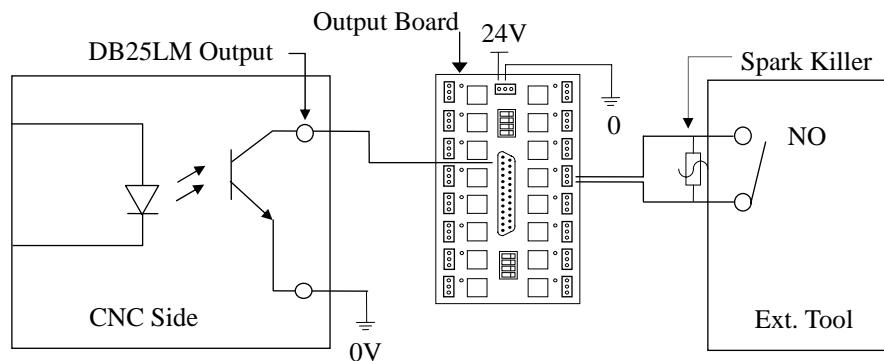 Output Board
24V
DB25LM Output
Spark Killer
0
NO
CNC Side
0V
Ext. Tool